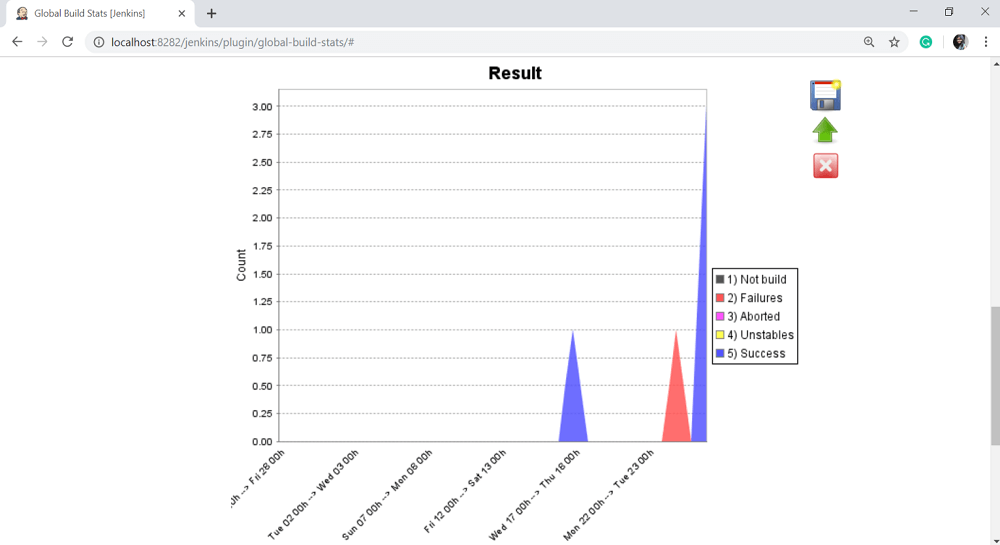 Global Build Stats [Jenkins]
localhost:8282/jenkins/plugin/global-build-stats/#
Result
3.00
2.75
2.50
2.25
2.00
1.75
1.50
1.25
1.00
0.75
0.50
0.25
0.00
Count
1) Not build
2) Failures
3) Aborted
4) Unstables
5) Success
00h --> Fri 28 00h
Tue 02 00h --> Wed 03 00h
Sun 07 00h --> Mon 08 00h
Fri 12 00h --> Sat 13 00h
Wed 17 00h --> Thu 18 00h
Mon 22 00h --> Tue 23 00h